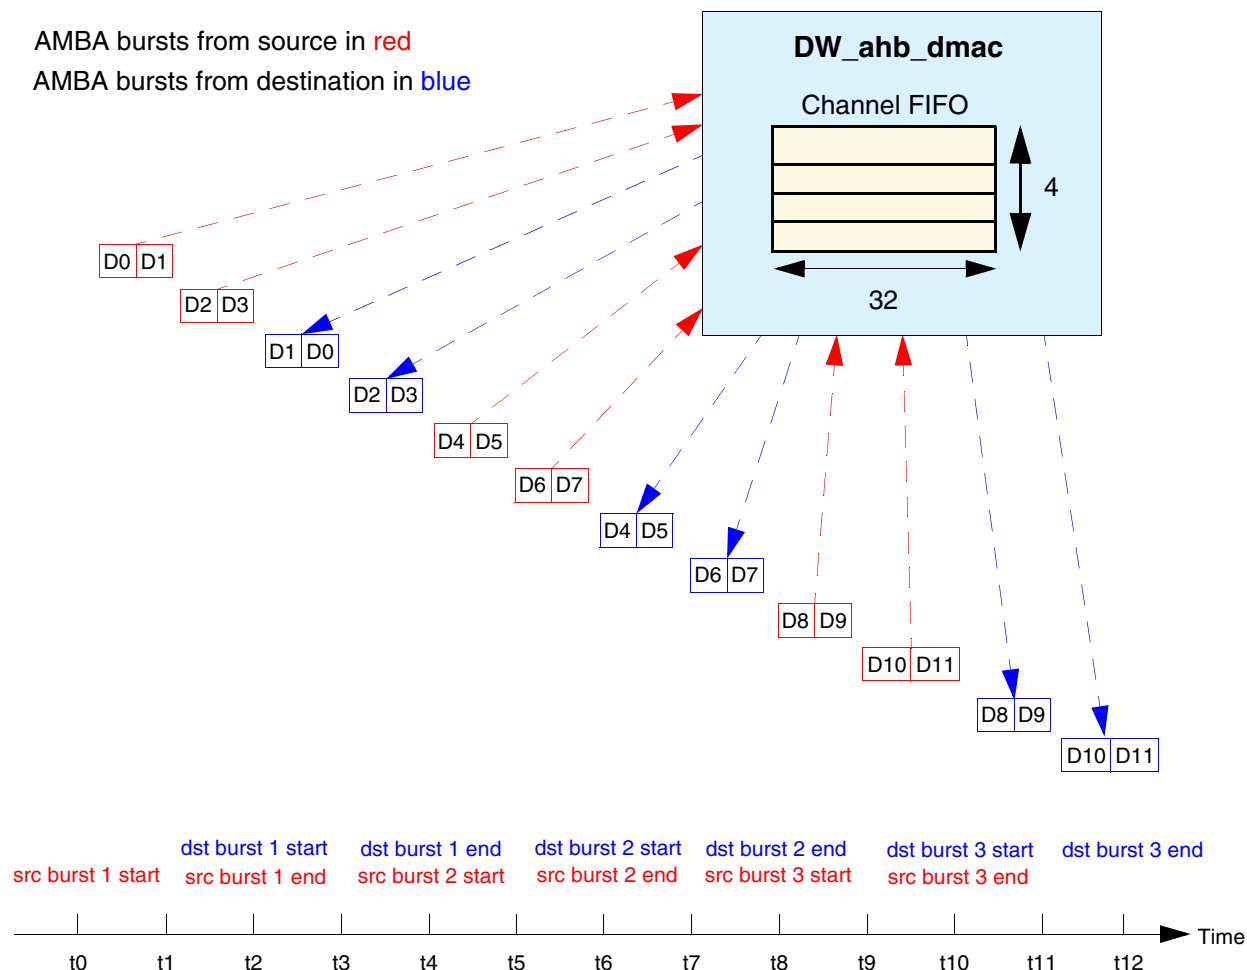 AMBA bursts from source in red
AMBA bursts from destination in blue
DW_ahb_dmac
Channel FIFO
4
32
D0 D1
D2 D3
D1 D0
D2 D3
D4 D5
D6 D7
D4 D5
D6 D7
D8 D9
D10 D11
D8 D9
D10 D11
dst burst 1 start dst burst 1 end dst burst 2 start dst burst 2 end dst burst 3 start dst burst 3 end
src burst 1 start src burst 1 end src burst 2 start src burst 2 end src burst 3 start src burst 3 end
Time
t0 t1 t2 t3 t4 t5 t6 t7 t8 t9 t10 t11 t12